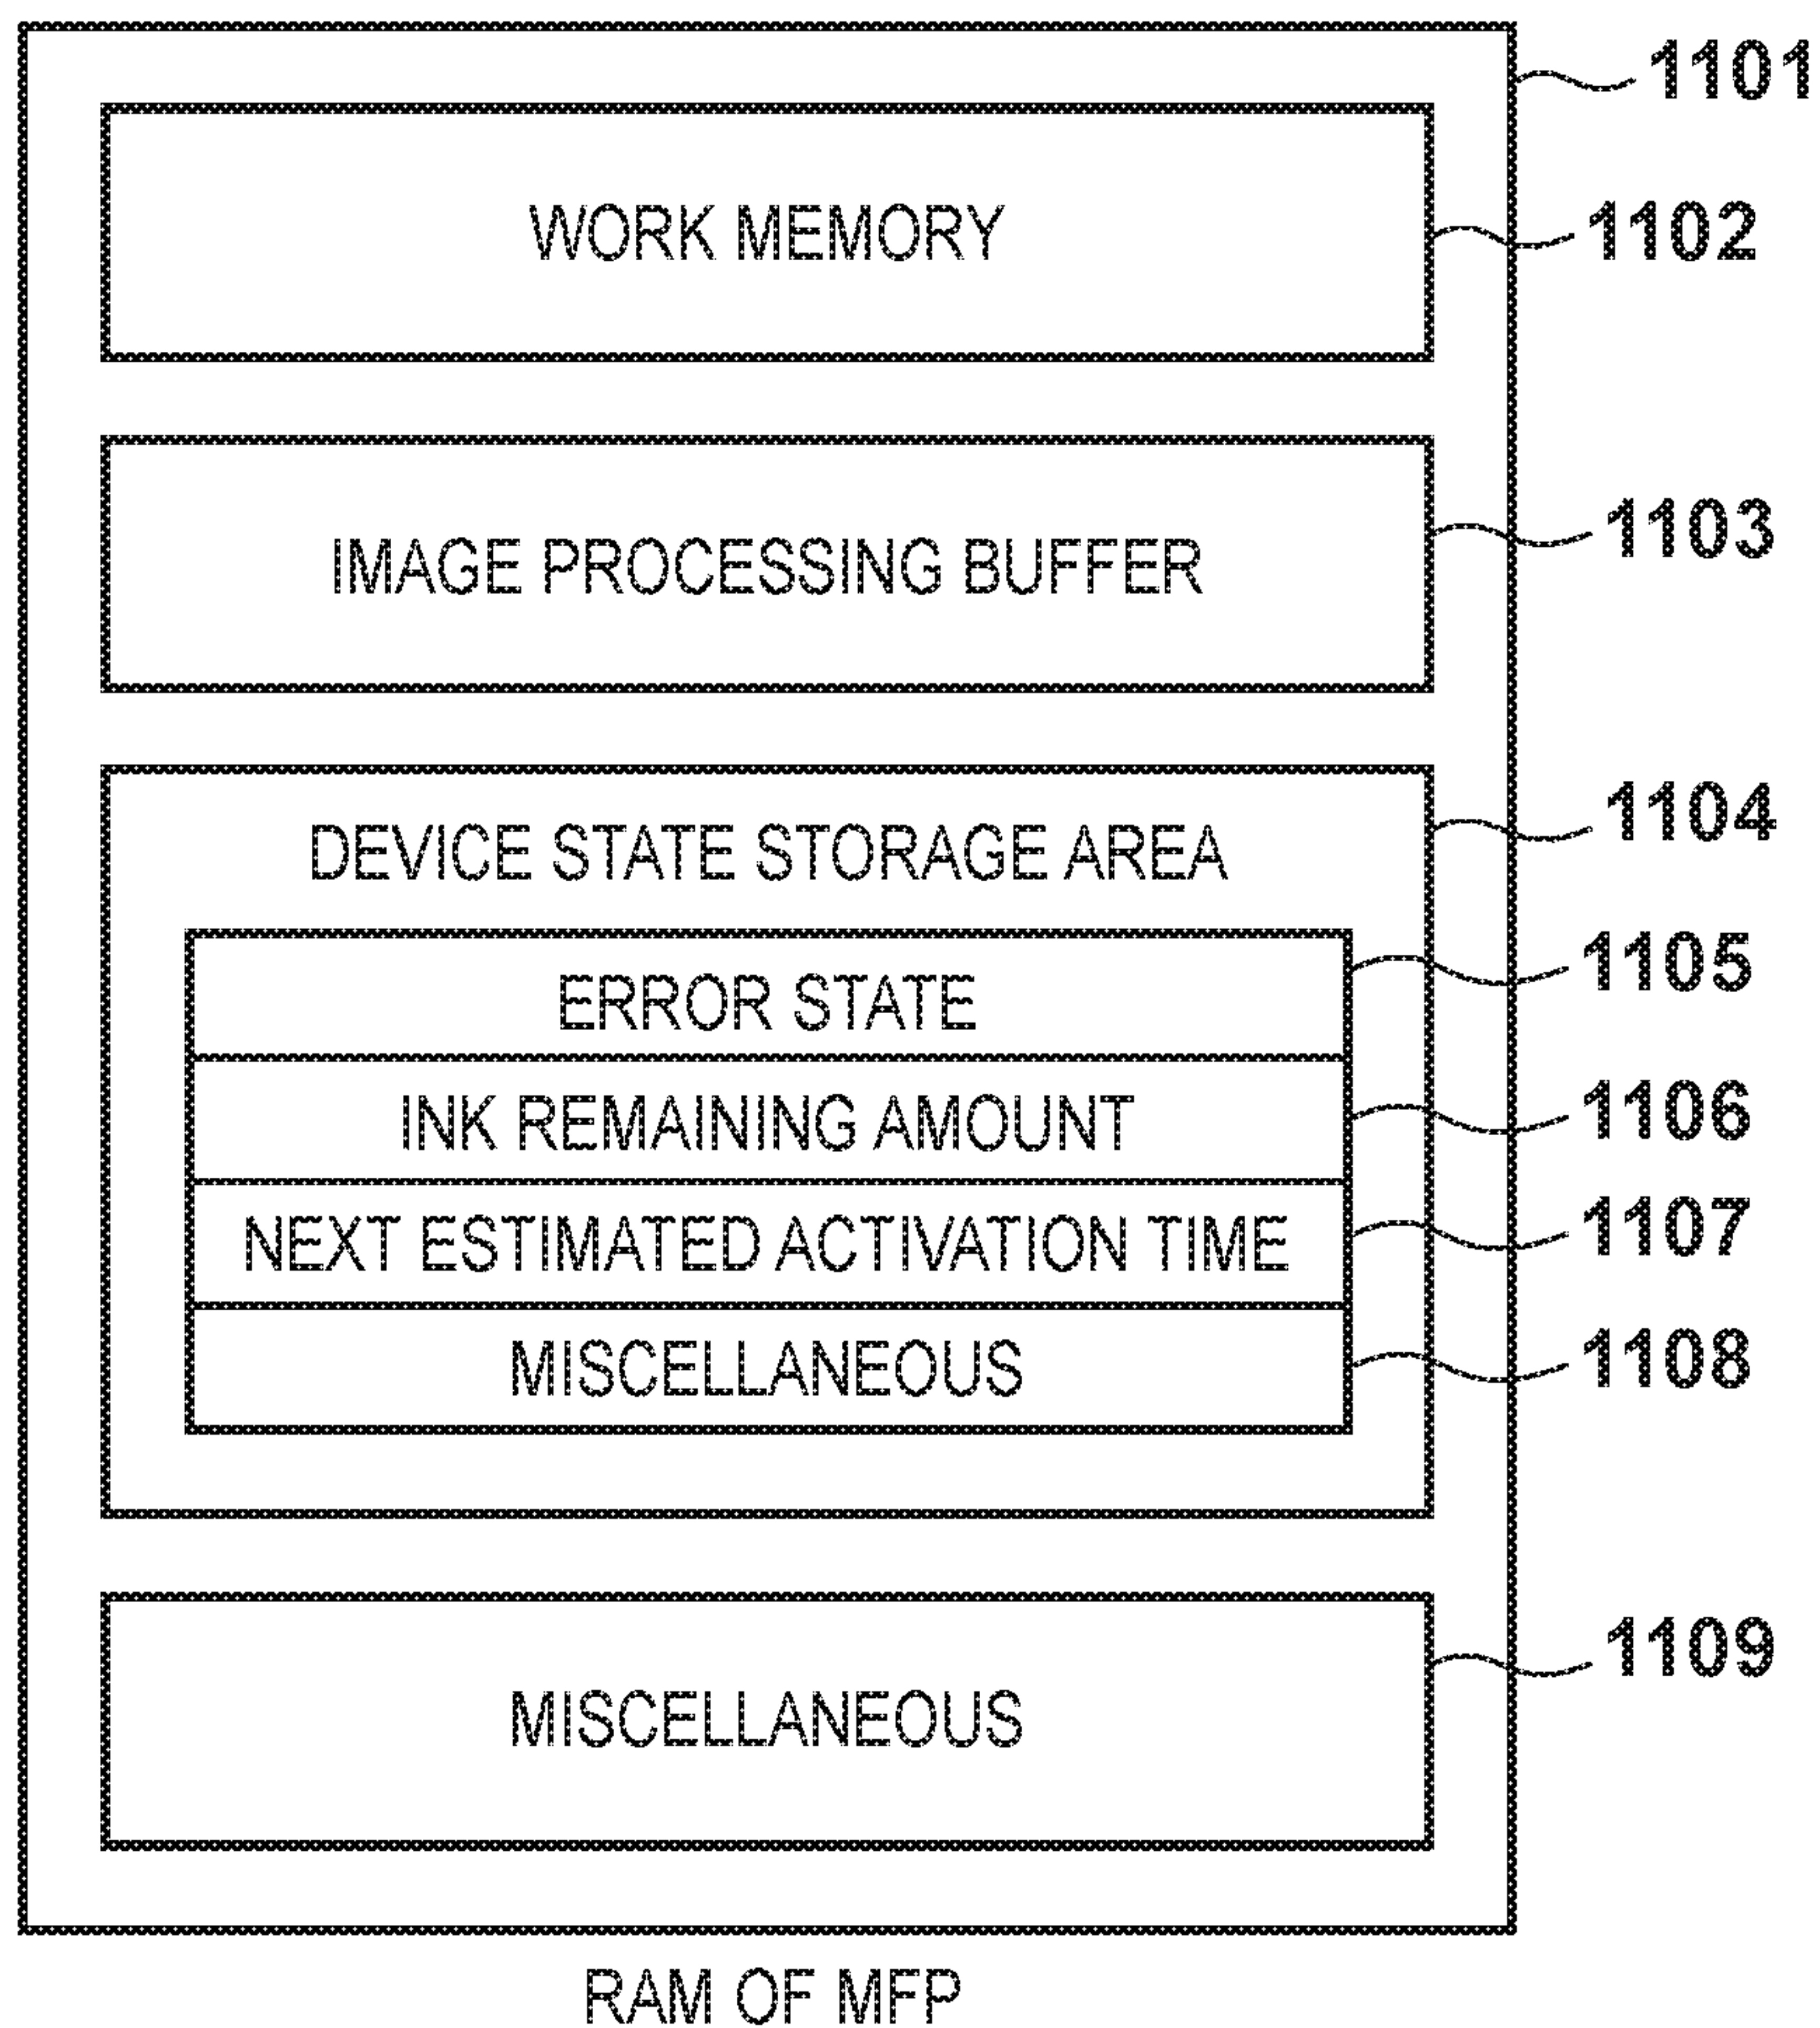 1101
WORK MEMORY 1102
IMAGE PROCESSING BUFFER 1103
DEVICE STATE STORAGE AREA 1104
ERROR STATE 1105
INK REMAINING AMOUNT 1106
NEXT ESTIMATED ACTIVATION TIME 1107
MISCELLANEOUS 1108
MISCELLANEOUS 1109
RAM OF MFP